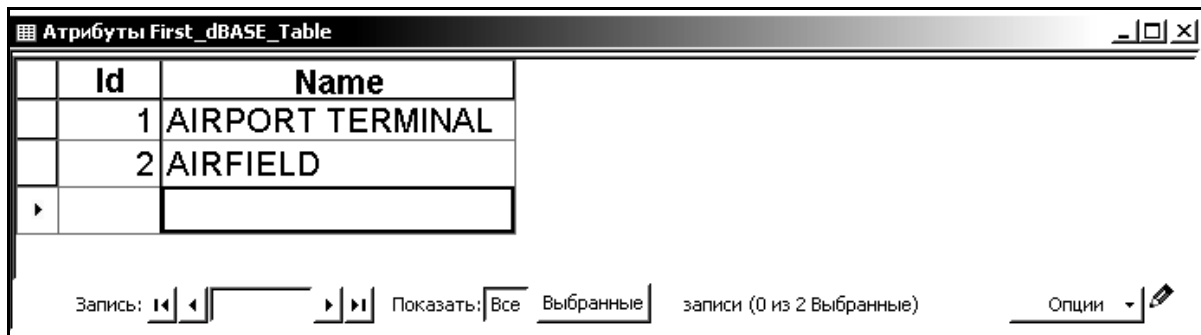 Атрибуты First_dBASE_Table
Id Name
1 AIRPORT TERMINAL
2 AIRFIELD
Запись: Показать: Все Выбранные записи (0 из 2 Выбранные) Опции